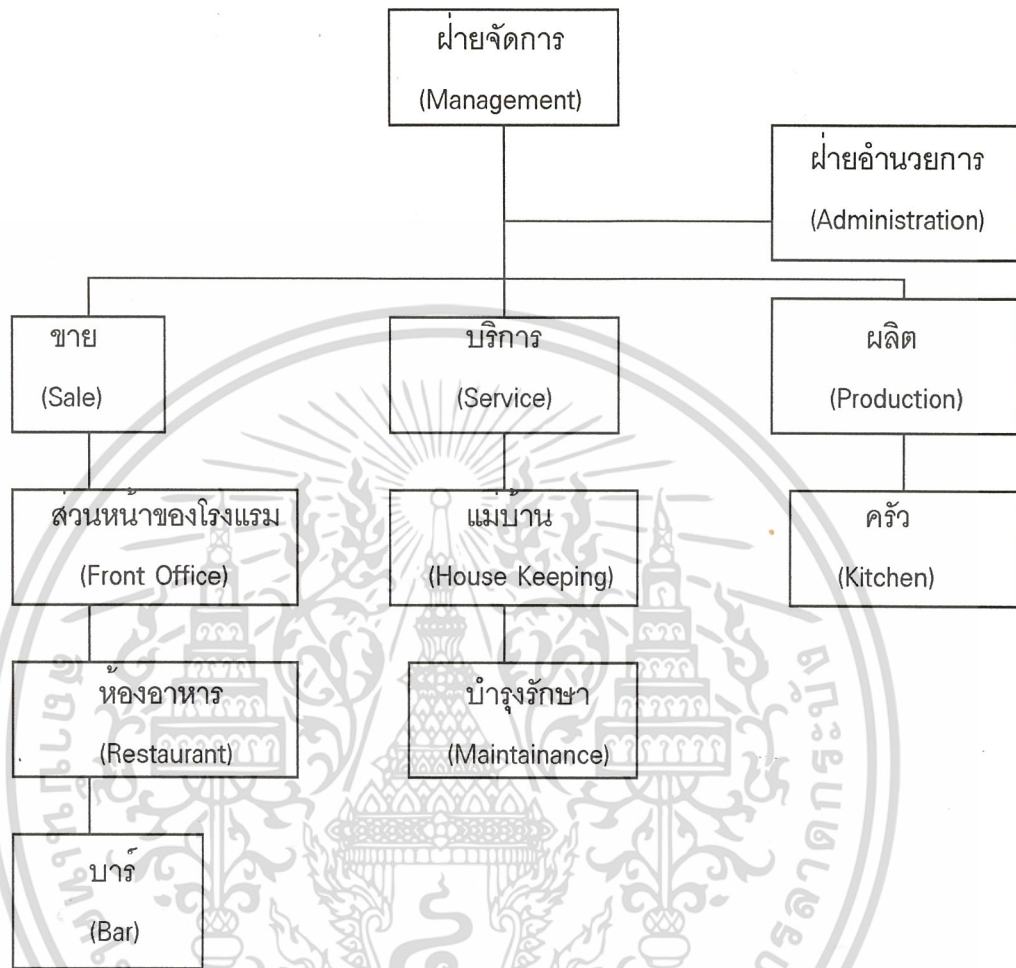 ฝ่ายจัดการ
(Management)
ฝ่ายอำนวยการ
(Administration)
ขาย
(Sale)
บริการ
(Service)
ผลิต
(Production)
ส่วนหน้าของโรงแรม
(Front Office)
แม่บ้าน
(House Keeping)
ครัว
(Kitchen)
ห้องอาหาร
(Restaurant)
บำรุงรักษา
(Maintainance)
บาร์
(Bar)